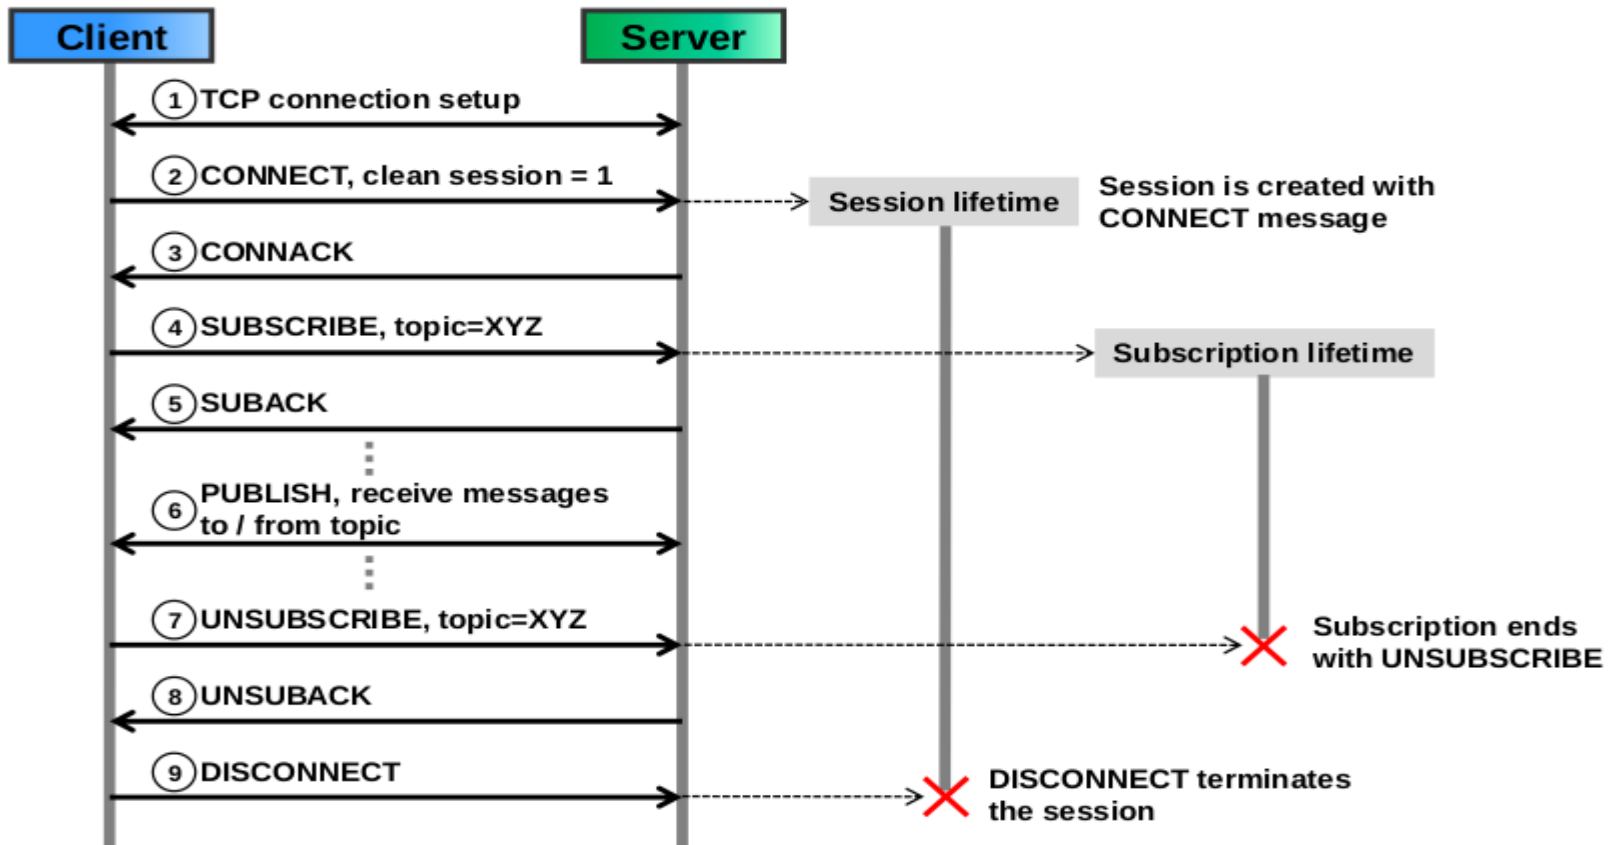 Client
Server
1 TCP connection setup
2 CONNECT, clean session = 1
Session lifetime
Session is created with
CONNECT message
3 CONNACK
4 SUBSCRIBE, topic=XYZ
Subscription lifetime
5 SUBACK
6 PUBLISH, receive messages
to / from topic
7 UNSUBSCRIBE, topic=XYZ
Subscription ends
with UNSUBSCRIBE
8 UNSUBACK
9 DISCONNECT
DISCONNECT terminates
the session